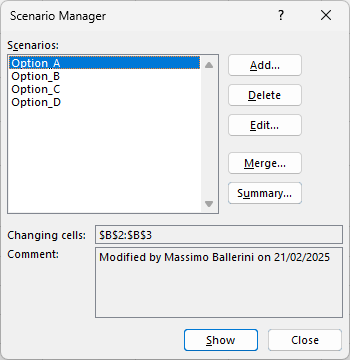 Scenario Manager ? ×
Scenarios:
Option_A
Option_B
Option_C
Option_D
Add...
Delete
Edit...
Merge...
Summary...
Changing cells: $B$2:$B$3
Comment: Modified by Massimo Ballerini on 21/02/2025
Show Close